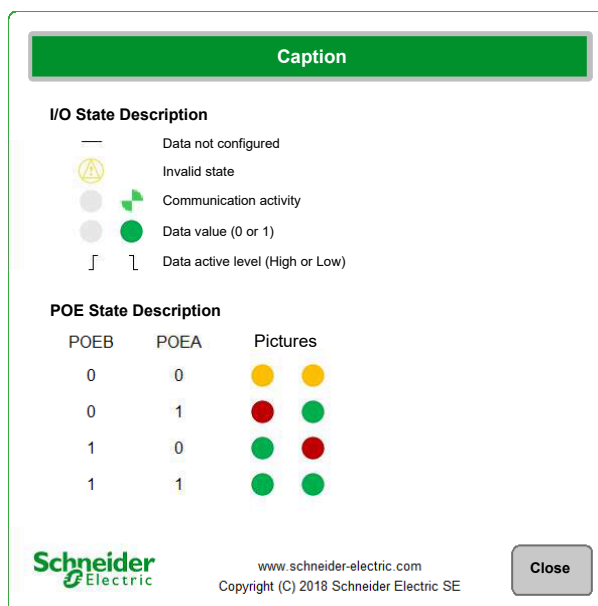 Caption
I/O State Description
Data not configured
Invalid state
Communication activity
Data value (0 or 1)
Data active level (High or Low)
POE State Description
POEB POEA Pictures
0 0
0 1
1 0
1 1
Schneider
Electric
www.schneider-electric.com
Copyright (C) 2018 Schneider Electric SE
Close